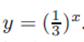 y = (1/3)^x